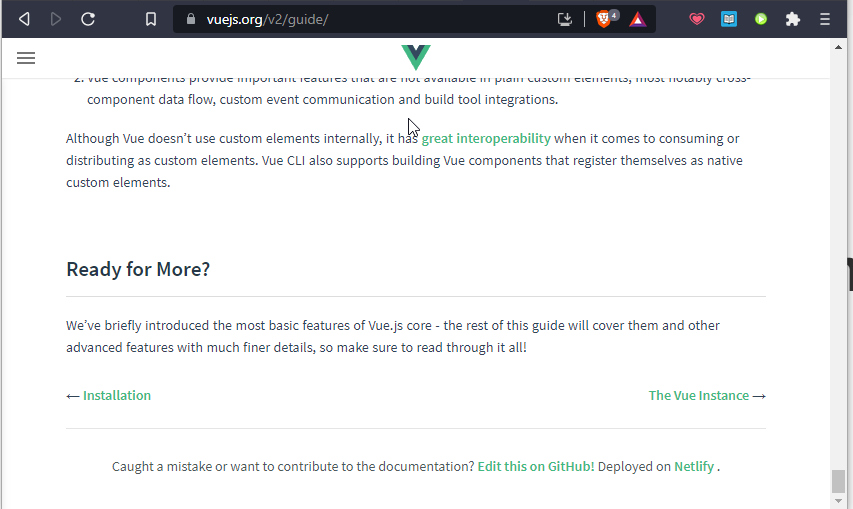 vuejs.org/v2/guide/
4
2. Vue components provide important features that are not available in plain custom elements, most notably cross-
component data flow, custom event communication and build tool integrations.
Although Vue doesn’t use custom elements internally, it has great interoperability when it comes to consuming or
distributing as custom elements. Vue CLI also supports building Vue components that register themselves as native
custom elements.
Ready for More?
We’ve briefly introduced the most basic features of Vue.js core - the rest of this guide will cover them and other
advanced features with much finer details, so make sure to read through it all!
← Installation
The Vue Instance →
Caught a mistake or want to contribute to the documentation? Edit this on GitHub! Deployed on Netlify .